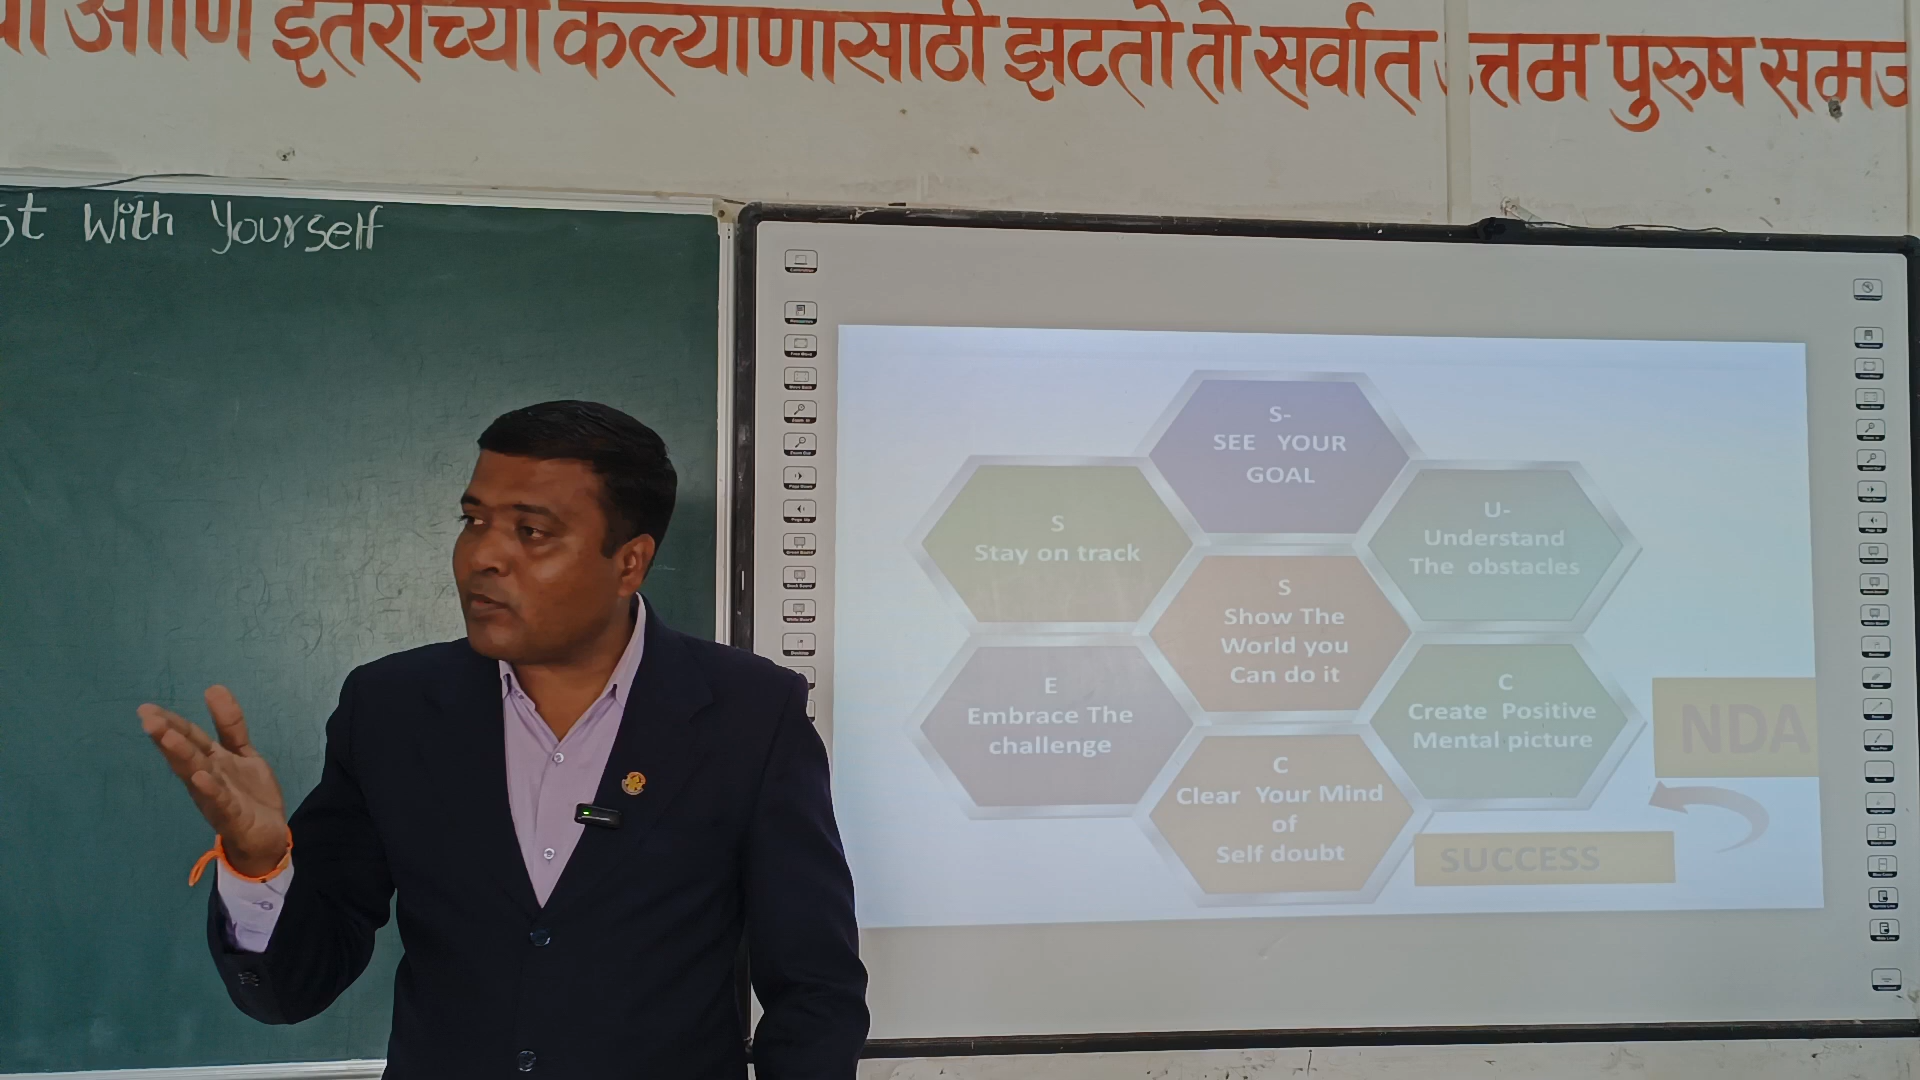 आणि इतरांच्या कल्याणासाठी झटतो तो सर्वात उत्तम पुरुष समज
With Yourself
S-
SEE YOUR
GOAL
S
Stay on track
U-
Understand
The obstacles
S
Show The
World you
Can do it
E
Embrace The
challenge
C
Create Positive
Mental picture
C
Clear Your Mind
of
Self doubt
NDA
SUCCESS